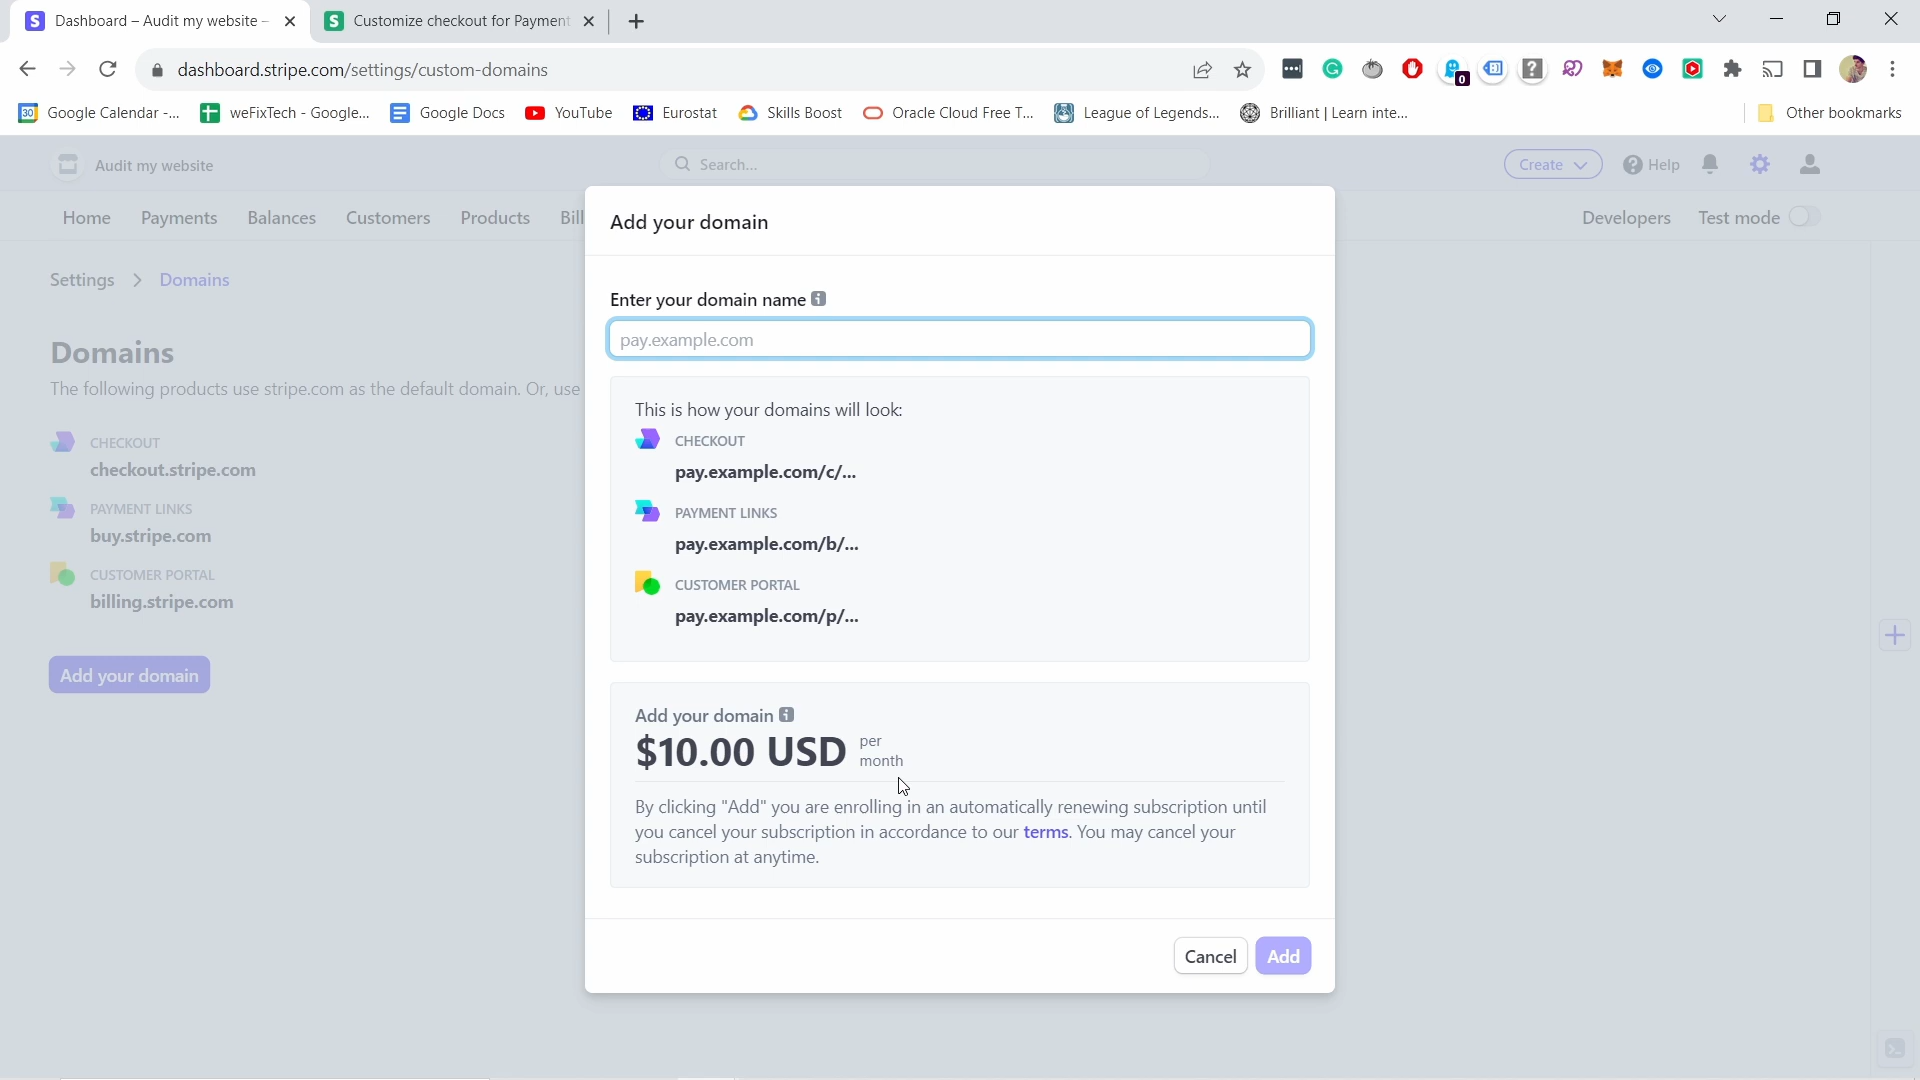 Dashboard – Audit my website –
Customize checkout for Payment
dashboard.stripe.com/settings/custom-domains
0
30 Google Calendar -...
weFixTech - Google...
Google Docs
YouTube
Eurostat
Skills Boost
Oracle Cloud Free T...
League of Legends...
Brilliant | Learn inte...
Other bookmarks
Audit my website
Search...
Create
Help
Home
Payments
Balances
Customers
Products
Bill
Developers
Test mode
Settings > Domains
Domains
The following products use stripe.com as the default domain. Or, use
CHECKOUT
checkout.stripe.com
PAYMENT LINKS
buy.stripe.com
CUSTOMER PORTAL
billing.stripe.com
Add your domain
Add your domain
Enter your domain name
pay.example.com
This is how your domains will look:
CHECKOUT
pay.example.com/c/...
PAYMENT LINKS
pay.example.com/b/...
CUSTOMER PORTAL
pay.example.com/p/...
Add your domain
$10.00 USD per month
By clicking "Add" you are enrolling in an automatically renewing subscription until
you cancel your subscription in accordance to our terms. You may cancel your
subscription at anytime.
Cancel
Add